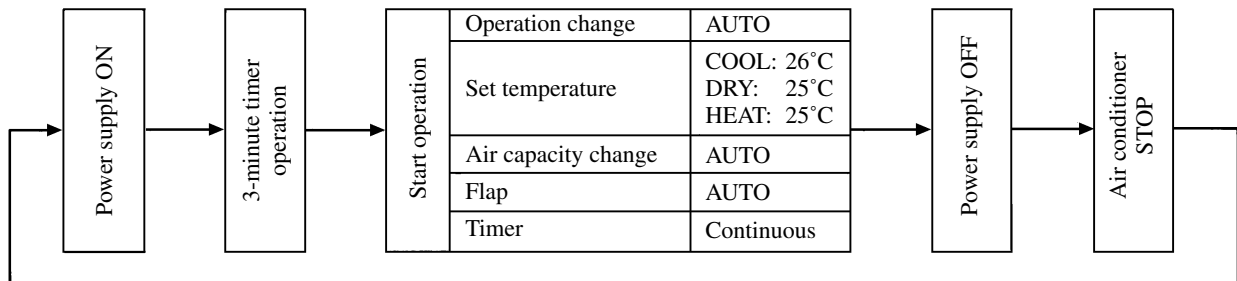 Power supply ON
3-minute timer
operation
Start operation
Operation change AUTO
Set temperature
COOL: 26˚C
DRY: 25˚C
HEAT: 25˚C
Air capacity change AUTO
Flap AUTO
Timer Continuous
Power supply OFF
Air conditioner
STOP